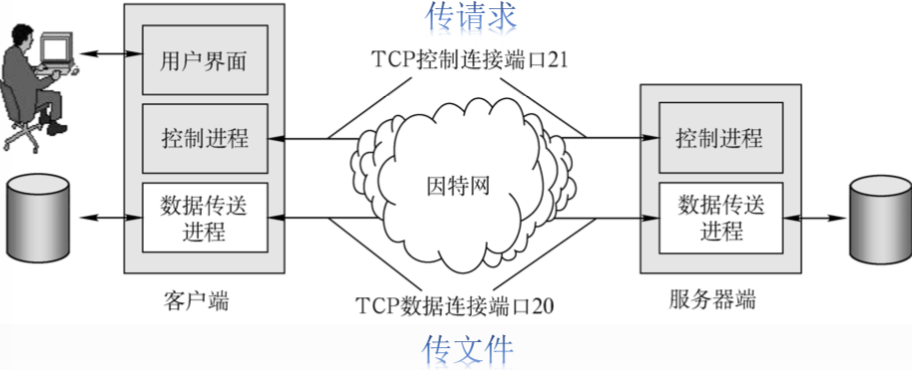 传请求
TCP控制连接端口21
用户界面
控制进程
控制进程
因特网
数据传送
进程
数据传送
进程
客户端
TCP数据连接端口20
服务器端
传文件